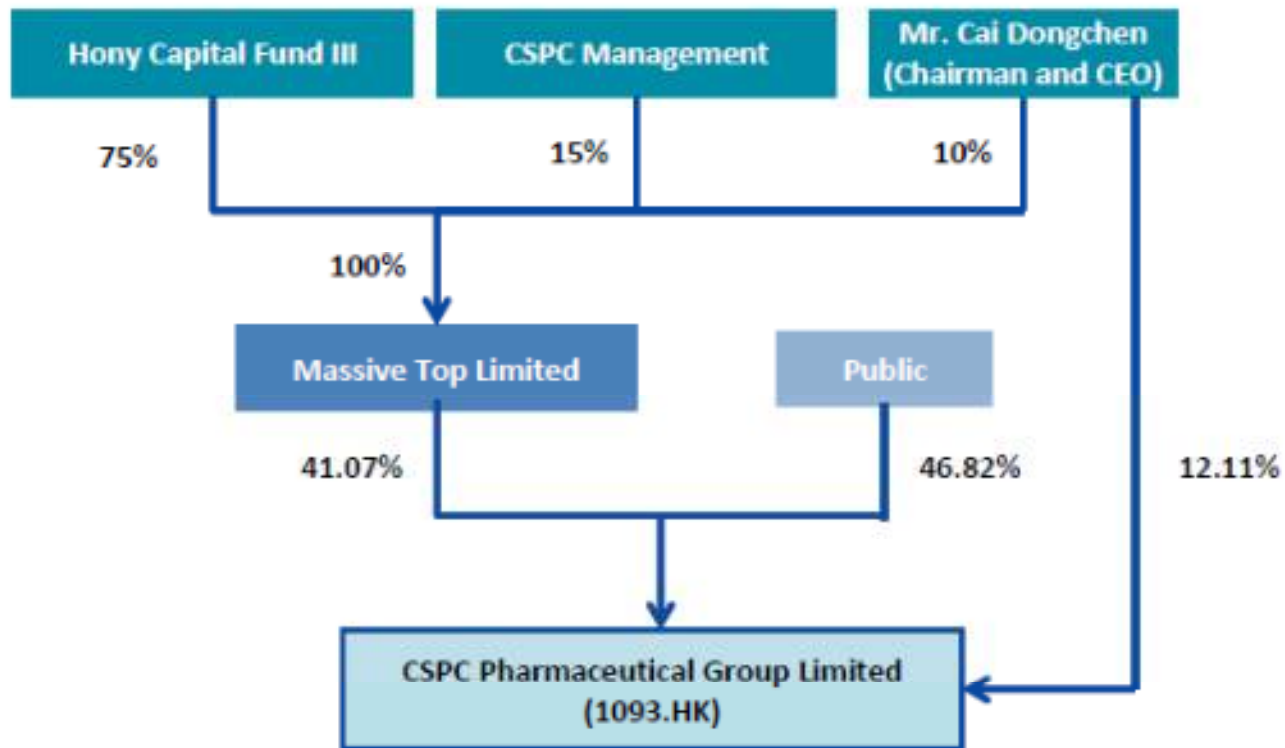 Hony Capital Fund III
CSPC Management
Mr. Cai Dongchen
(Chairman and CEO)
75%
15%
10%
100%
Massive Top Limited
Public
41.07%
46.82%
12.11%
CSPC Pharmaceutical Group Limited
(1093.HK)